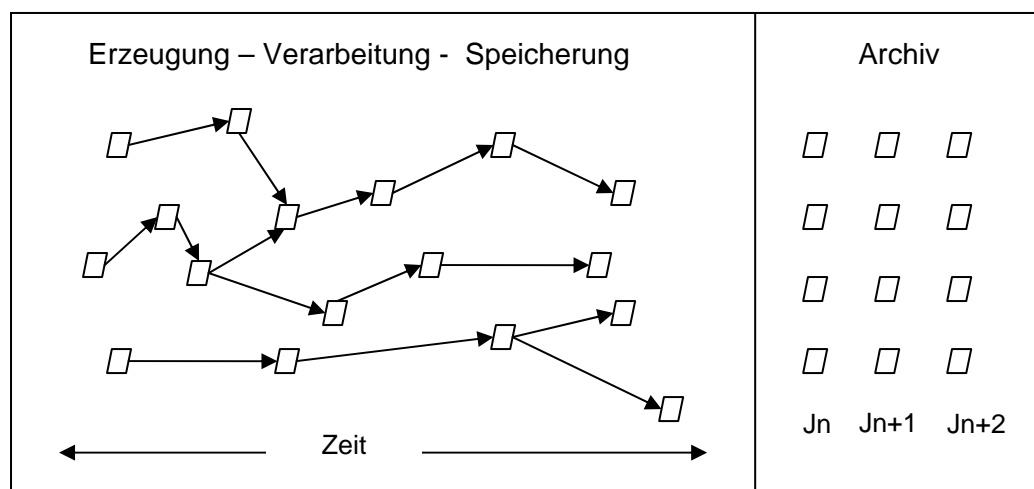 Erzeugung – Verarbeitung - Speicherung
Archiv
Jn Jn+1 Jn+2
Zeit